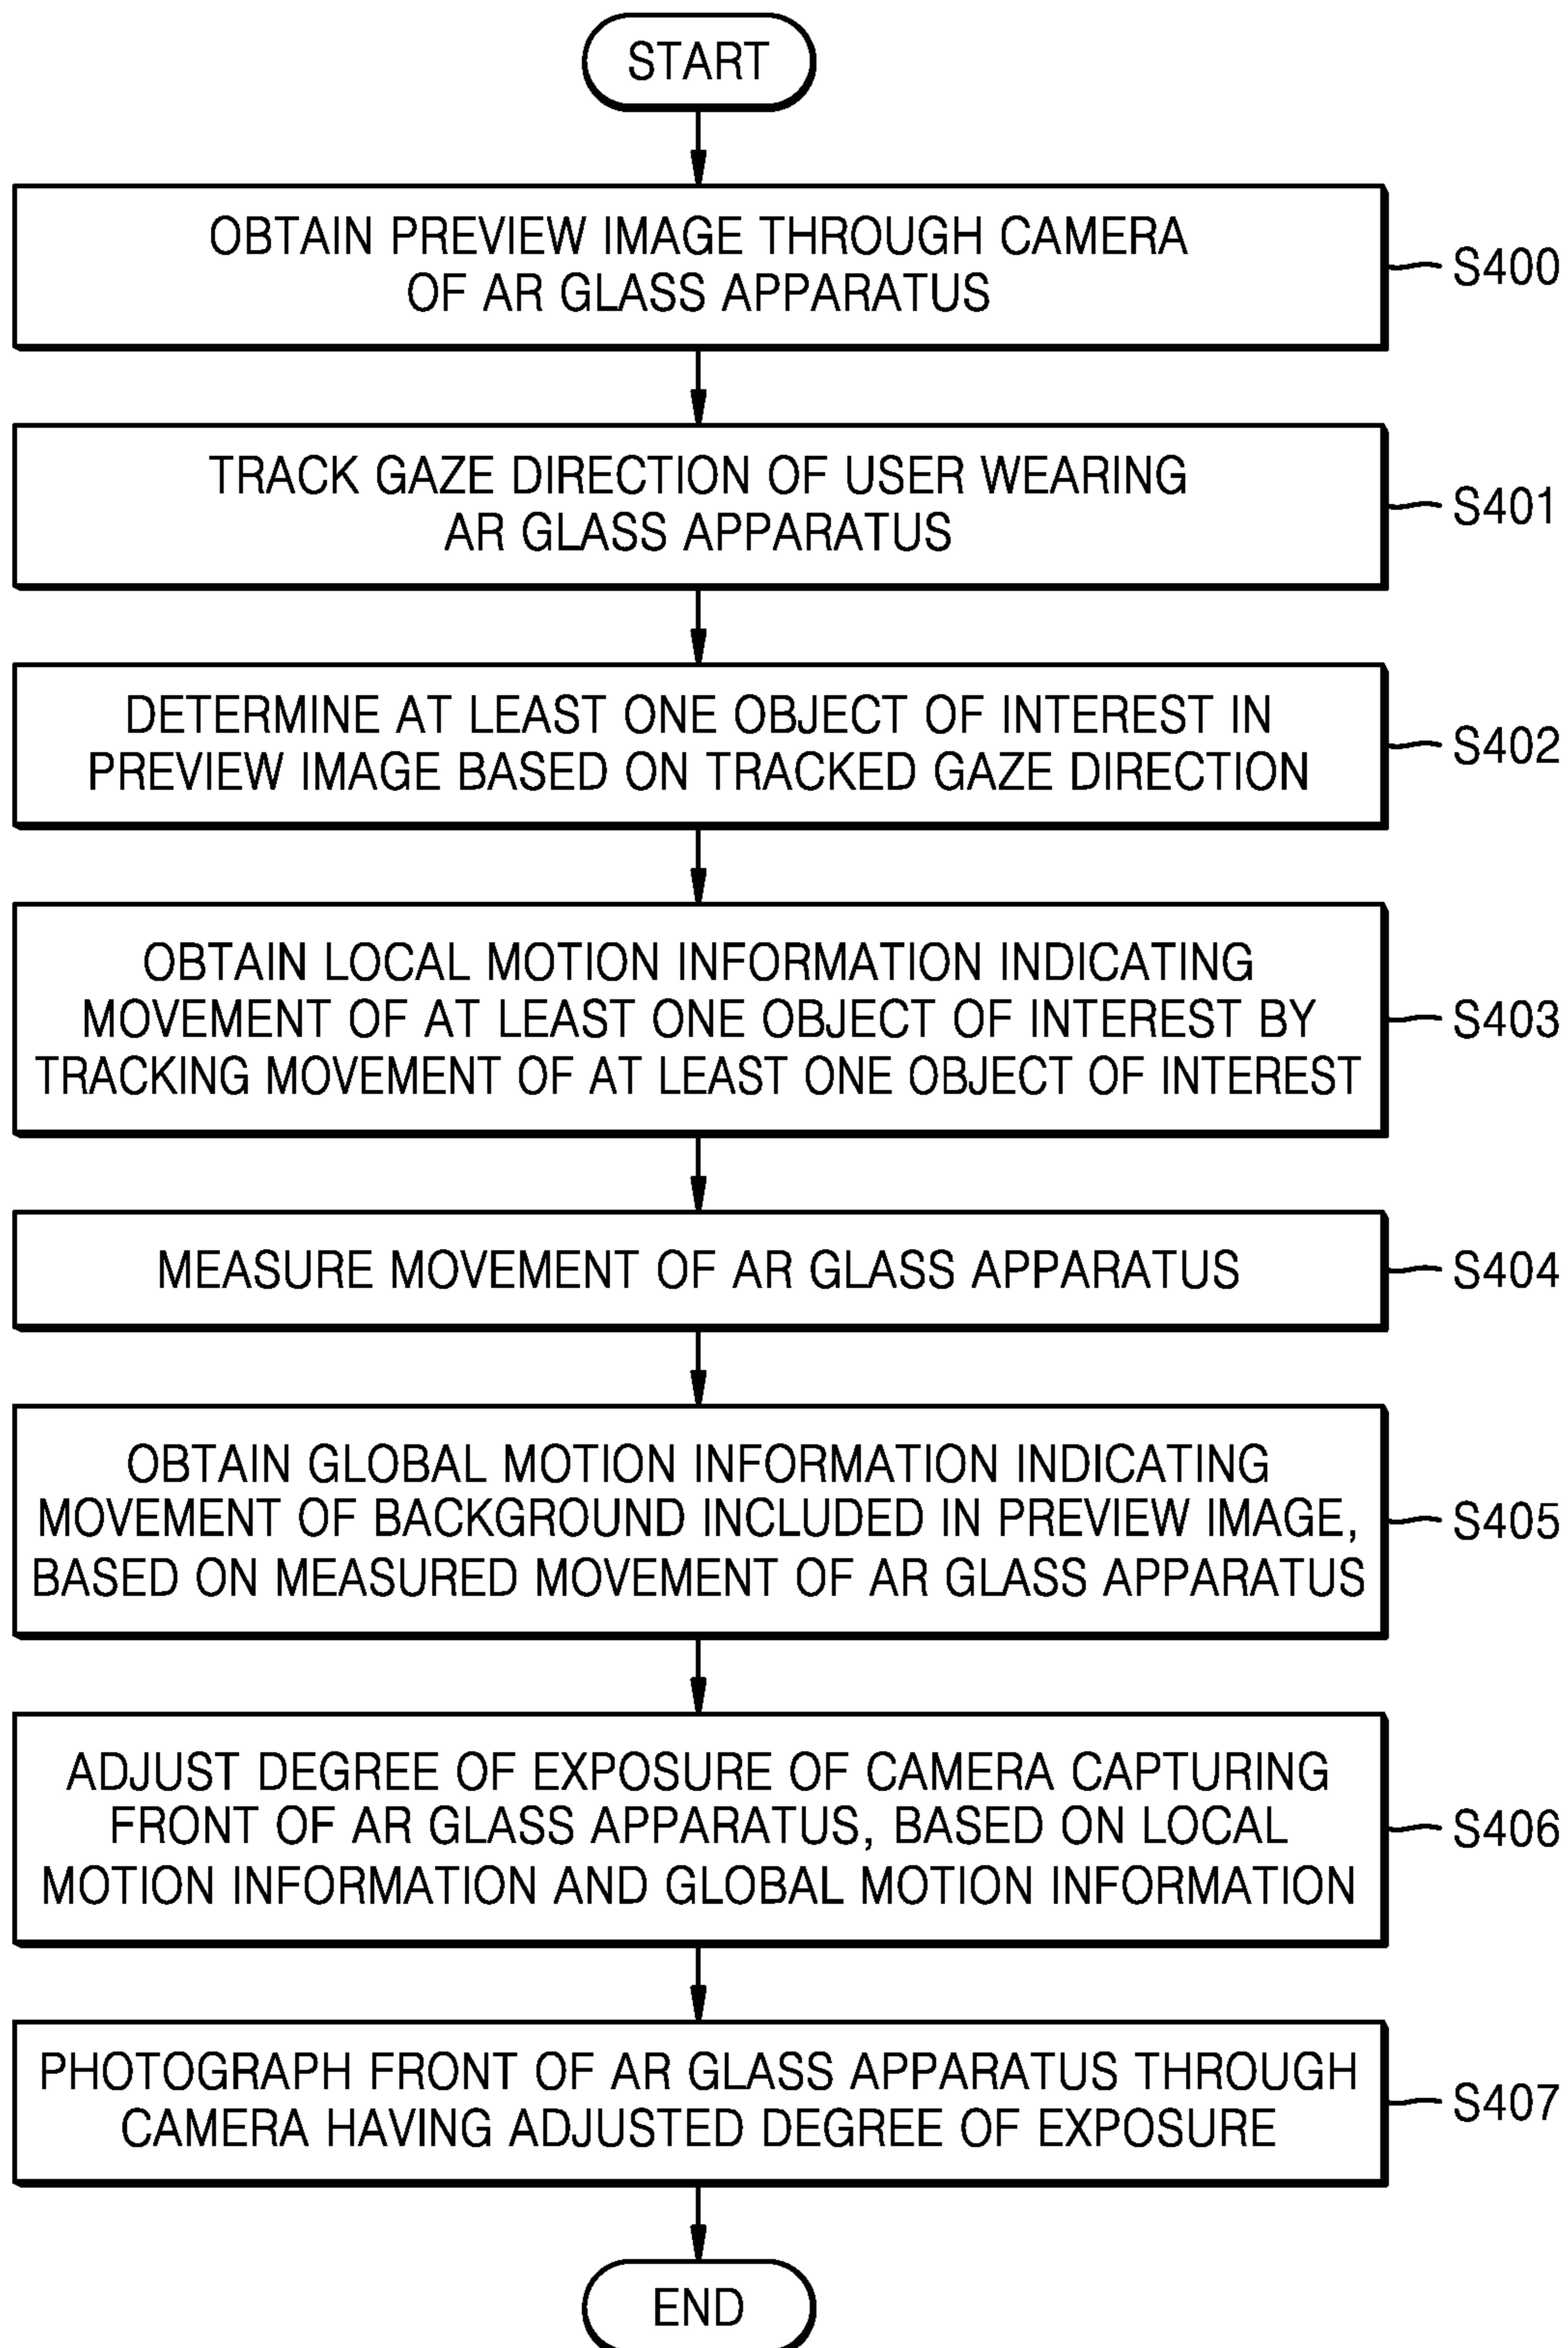 START
OBTAIN PREVIEW IMAGE THROUGH CAMERA
OF AR GLASS APPARATUS
S400
TRACK GAZE DIRECTION OF USER WEARING
AR GLASS APPARATUS
S401
DETERMINE AT LEAST ONE OBJECT OF INTEREST IN
PREVIEW IMAGE BASED ON TRACKED GAZE DIRECTION
S402
OBTAIN LOCAL MOTION INFORMATION INDICATING
MOVEMENT OF AT LEAST ONE OBJECT OF INTEREST BY
TRACKING MOVEMENT OF AT LEAST ONE OBJECT OF INTEREST
S403
MEASURE MOVEMENT OF AR GLASS APPARATUS
S404
OBTAIN GLOBAL MOTION INFORMATION INDICATING
MOVEMENT OF BACKGROUND INCLUDED IN PREVIEW IMAGE,
BASED ON MEASURED MOVEMENT OF AR GLASS APPARATUS
S405
ADJUST DEGREE OF EXPOSURE OF CAMERA CAPTURING
FRONT OF AR GLASS APPARATUS, BASED ON LOCAL
MOTION INFORMATION AND GLOBAL MOTION INFORMATION
S406
PHOTOGRAPH FRONT OF AR GLASS APPARATUS THROUGH
CAMERA HAVING ADJUSTED DEGREE OF EXPOSURE
S407
END